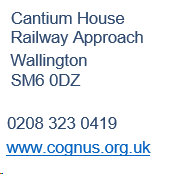 Cantium House
Railway Approach
Wallington
SM6 0DZ
0208 323 0419
www.cognus.org.uk